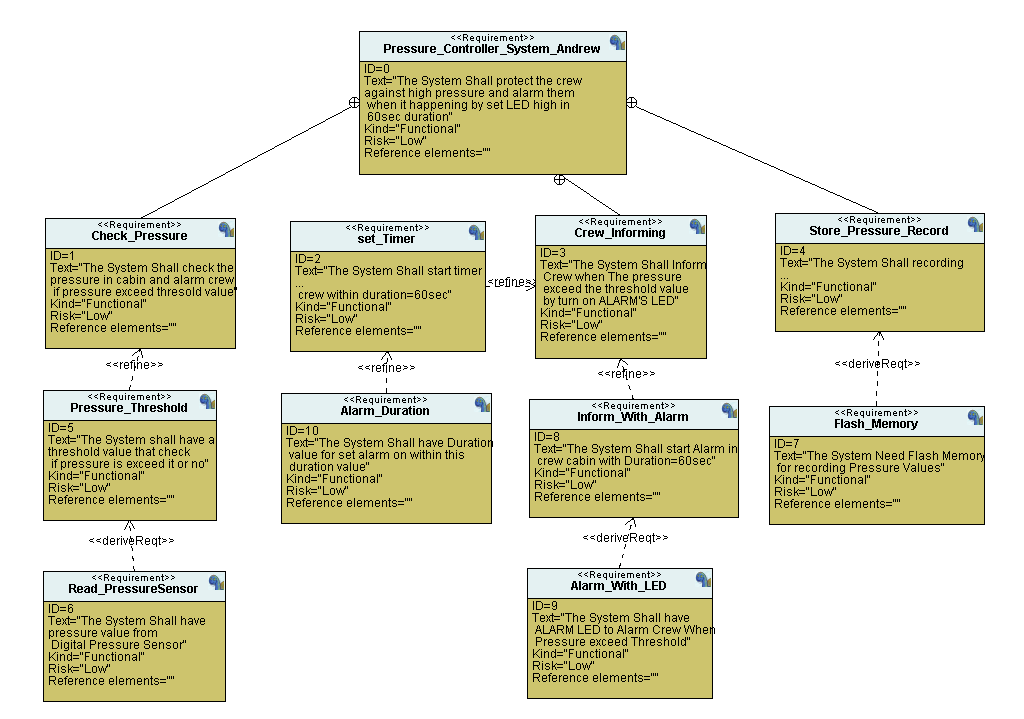 <<Requirement>>
Pressure_Controller_System_Andrew
ID=0
Text="The System Shall protect the crew
against high pressure and alarm them
when it happening by set LED high in
60sec duration"
Kind="Functional"
Risk="Low"
Reference elements=""
<<Requirement>>
Check_Pressure
ID=1
Text="The System Shall check the
pressure in cabin and alarm crew
if pressure exceed thresold value"
Kind="Functional"
Risk="Low"
Reference elements=""
<<Requirement>>
set_Timer
ID=2
Text="The System Shall start timer
...
crew within duration=60sec"
Kind="Functional"
Risk="Low"
Reference elements=""
<<refine>>
<<Requirement>>
Crew_Informing
ID=3
Text="The System Shall Inform
Crew when The pressure
exceed the threshold value
by turn on ALARM'S LED"
Kind="Functional"
Risk="Low"
Reference elements=""
<<Requirement>>
Store_Pressure_Record
ID=4
Text="The System Shall recording
...
Kind="Functional"
Risk="Low"
Reference elements=""
<<refine>>
<<refine>>
<<refine>>
<<deriveReqt>>
<<Requirement>>
Pressure_Threshold
ID=5
Text="The System shall have a
threshold value that check
if pressure is exceed it or no"
Kind="Functional"
Risk="Low"
Reference elements=""
<<Requirement>>
Alarm_Duration
ID=10
Text="The System Shall have Duration
value for set alarm on within this
duration value"
Kind="Functional"
Risk="Low"
Reference elements=""
<<Requirement>>
Inform_With_Alarm
ID=8
Text="The System Shall start Alarm in
crew cabin with Duration=60sec"
Kind="Functional"
Risk="Low"
Reference elements=""
<<Requirement>>
Flash_Memory
ID=7
Text="The System Need Flash Memory
for recording Pressure Values"
Kind="Functional"
Risk="Low"
Reference elements=""
<<deriveReqt>>
<<deriveReqt>>
<<Requirement>>
Read_PressureSensor
ID=6
Text="The System Shall have
pressure value from
Digital Pressure Sensor"
Kind="Functional"
Risk="Low"
Reference elements=""
<<Requirement>>
Alarm_With_LED
ID=9
Text="The System Shall have
ALARM LED to Alarm Crew When
Pressure exceed Threshold"
Kind="Functional"
Risk="Low"
Reference elements=""